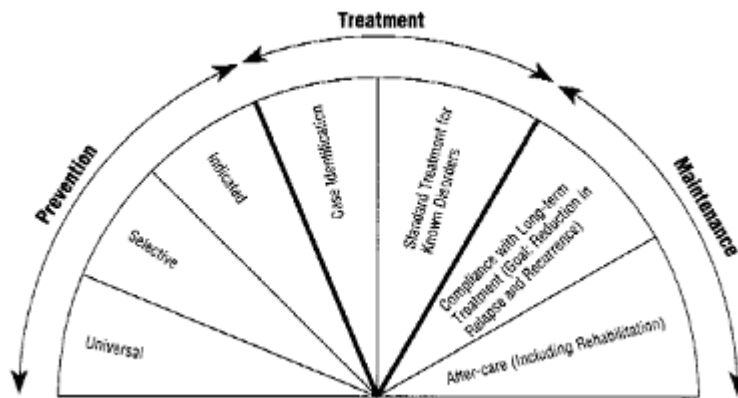 Treatment
Prevention
Maintenance
Universal
Selective
Indicated
Case Identification
Standard Treatment for
Known Disorders
Compliance with Long-term
Treatment (Goal: Reduction in
Relapse and Recurrence)
After-care (Including Rehabilitation)